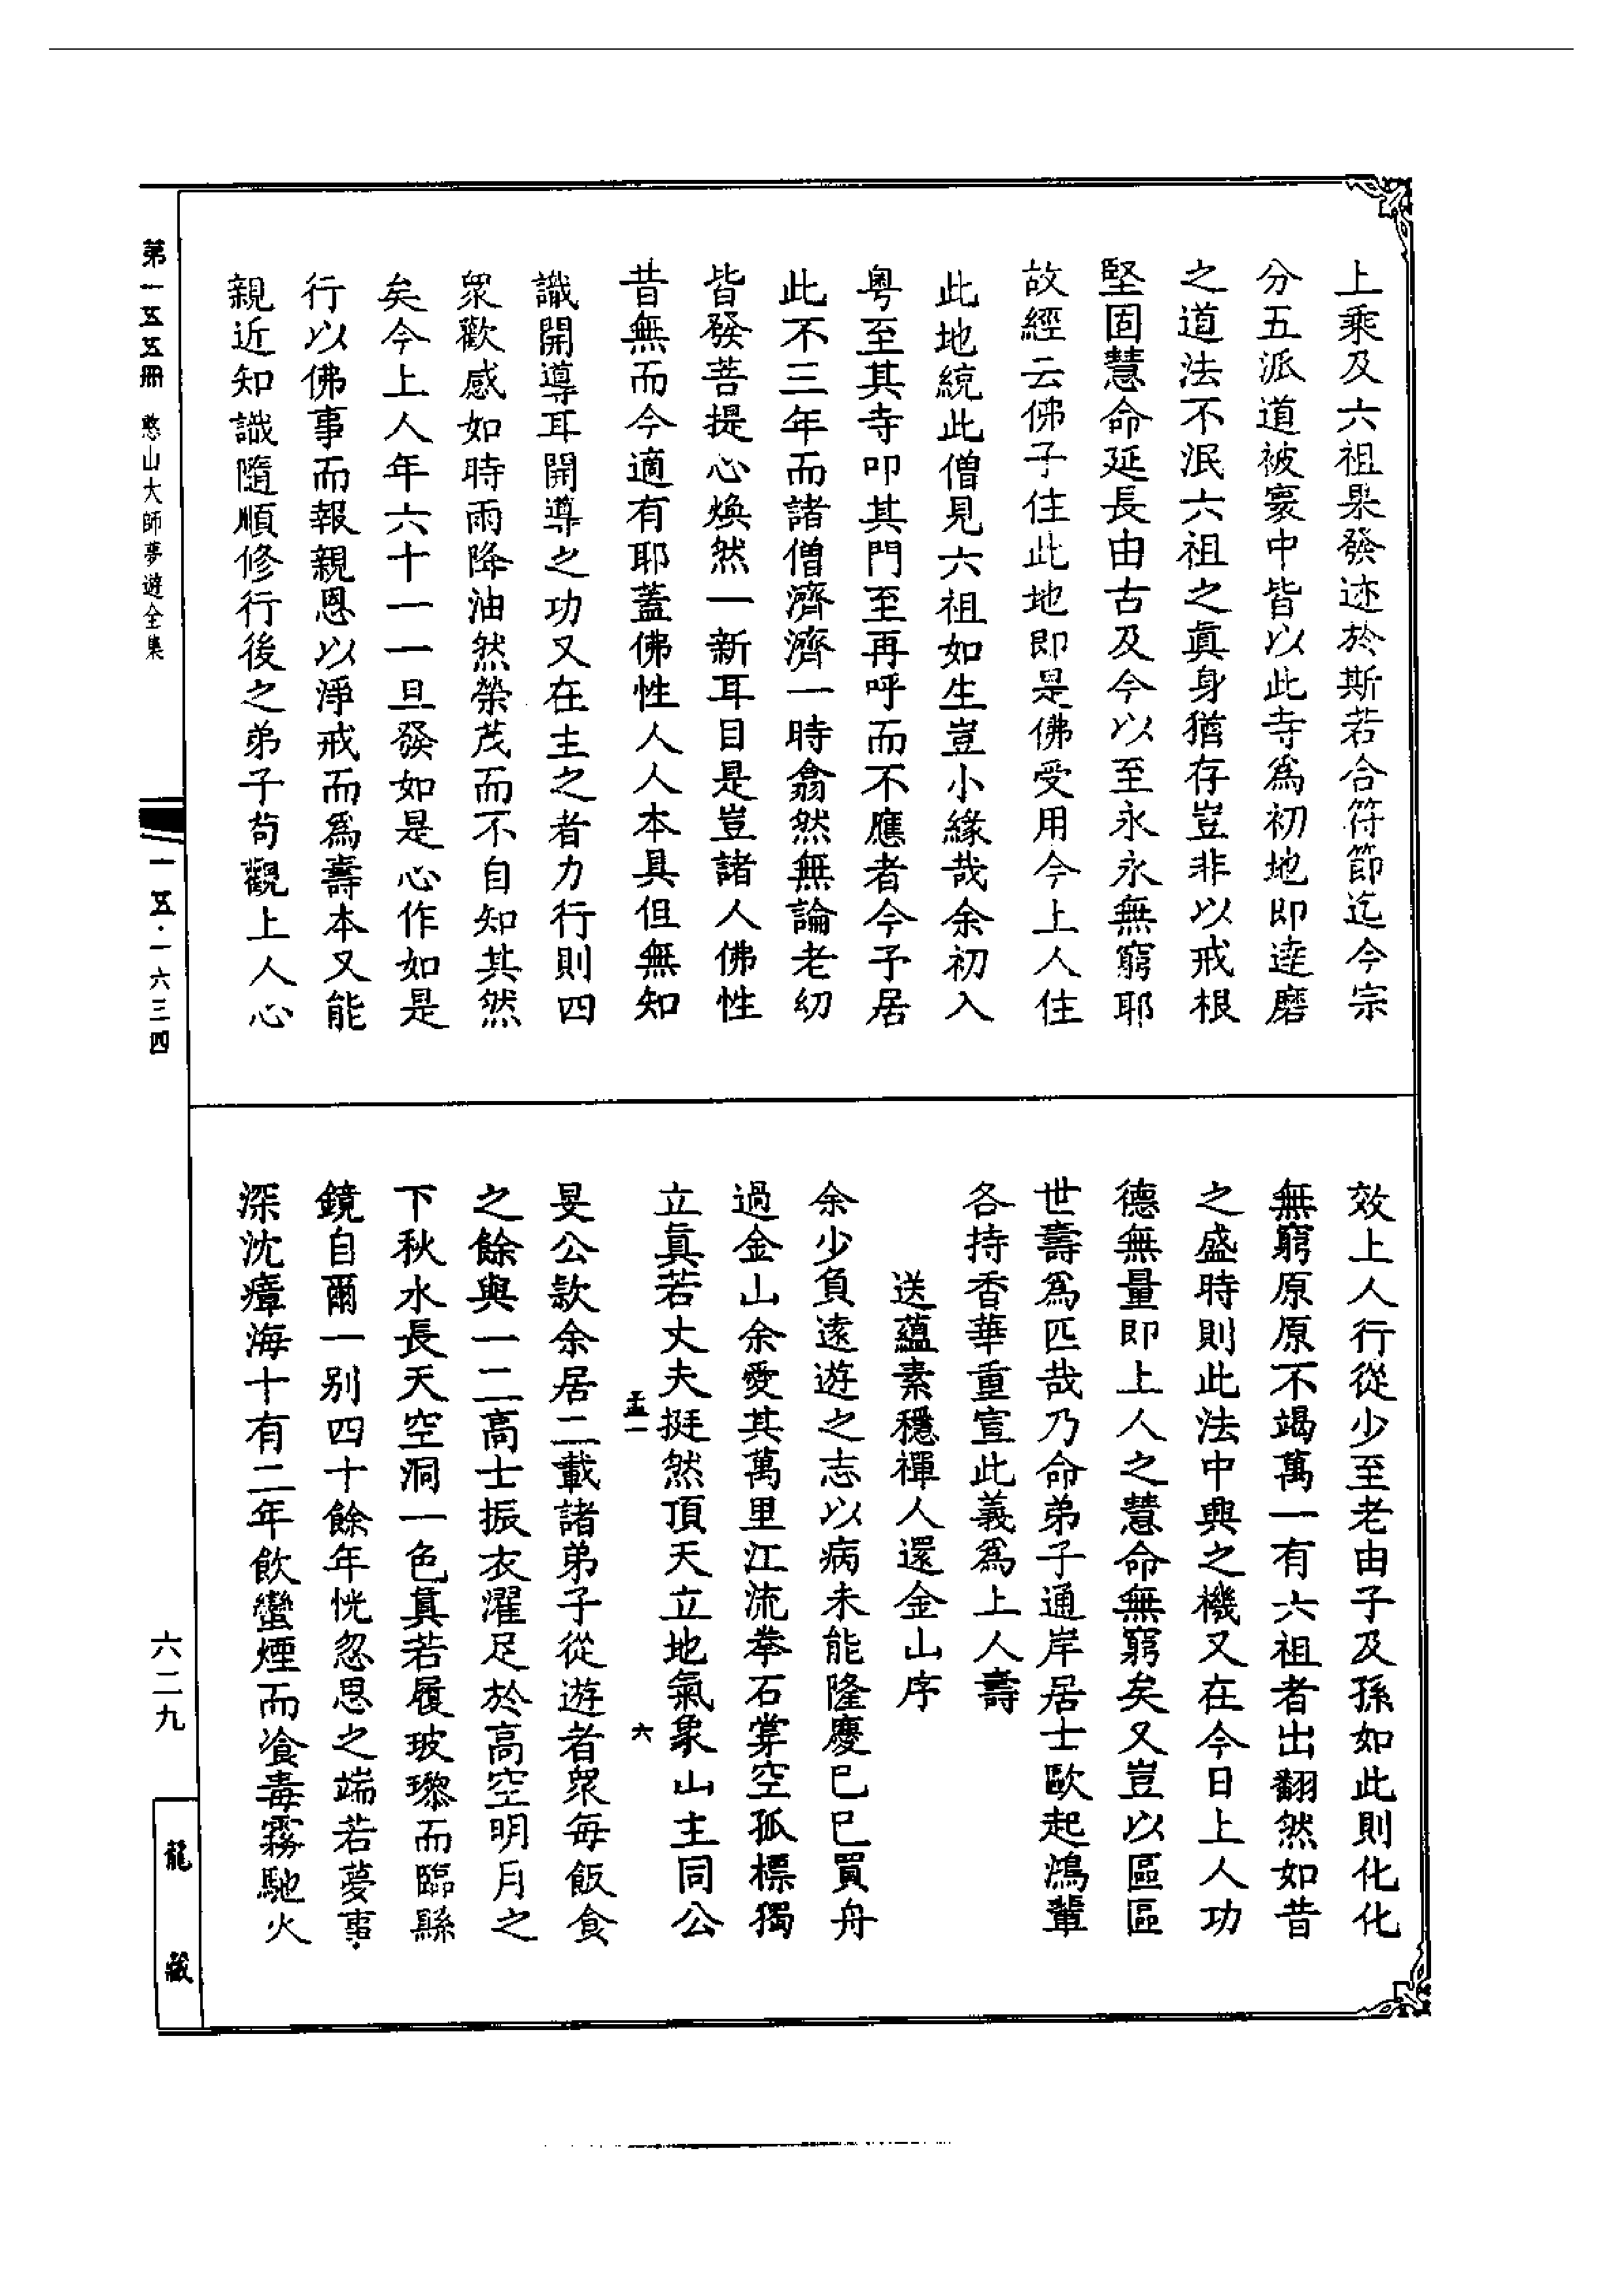 上乘及六祖果發迹於斯若合符節迄今宗
分五派道被寰中皆以此寺爲初地即達磨
之道法不泯六祖之眞身猶存豈非以戒根
堅固慧命延長由古及今以至永永無窮耶
故經云佛子住此地即是佛受用今上人住
此地統此僧見六祖如生豈小緣哉余初入
粤至其寺叩其門至再呼而不應者今予居
此不三年而諸僧濟濟一時翕然無論老幼
皆發菩提心煥然一新耳目是豈諸人佛性
昔無而今適有耶蓋佛性人人本具但無知
識開導耳開導之功又在主之者力行則四
衆歡感如時雨降油然榮茂而不自知其然
矣今上人年六十一一旦發如是心作如是
行以佛事而報親恩以淨戒而爲壽本又能
親近知識隨順修行後之弟子苟觀上人心
效上人行從少至老由子及孫如此則化化
無窮原原不竭萬一有六祖者出翻然如昔
之盛時則此法中興之機又在今日上人功
德無量即上人之慧命無窮矣又豈以區區
世壽爲匹哉乃命弟子通岸居士歐起鴻輩
各持香華重宣此義爲上人壽
送蘊素穩禪人還金山序
余少負遠遊之志以病未能隆慶已巳買舟
過金山余愛其萬里江流拳石掌空孤標獨
立眞若丈夫挺然頂天立地氣象山主同公
孟一
六
旻公款余居二載諸弟子從遊者衆每飯食
之餘與一二高士振衣濯足於高空明月之
下秋水長天空洞一色眞若履玻瓈而臨縣
鏡自爾一別四十餘年恍忽思之端若夢事
深沈瘴海十有二年飲蠻煙而飡毒霧馳火
第一五五冊
憨山大師夢遊全集
一五·一六三四
六二九
龍藏